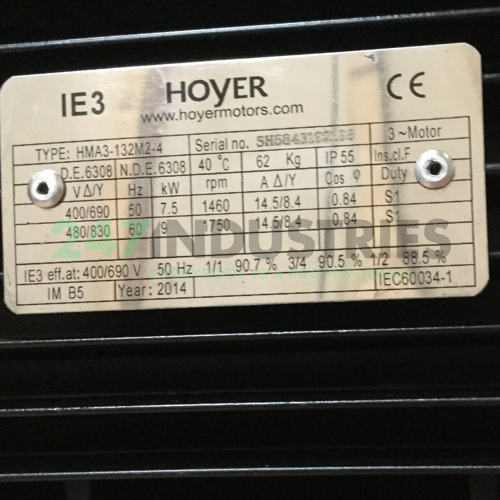 IE3 HOYER CE
www.hoyermotors.com
TYPE: HMA3-132M2-4 Serial no. 3~Motor
D.E.6308 N.D.E.6308 40 °C 62 Kg IP 55 Ins.cl.F
V Δ/Y Hz kW rpm A Δ/Y Cos φ Duty
400/690 50 7.5 1460 14.5/8.4 0.84 S1
480/830 60 9 1750 14.5/8.4 0.84 S1
247INDUSTRIES
IE3 eff.at: 400/690 V 50 Hz 1/1 90.7 % 3/4 90.5 % 1/2 88.5 %
IM B5 Year: 2014 IEC60034-1